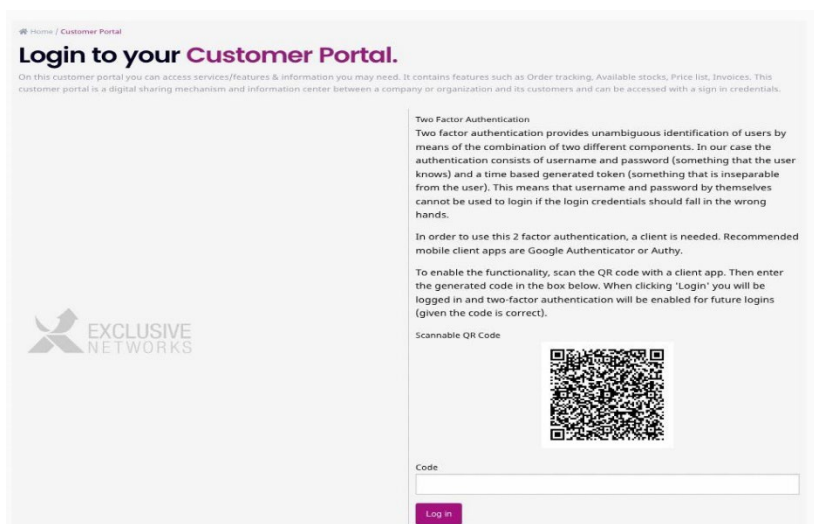 Home / Customer Portal
Login to your Customer Portal.
On this customer portal you can access services/features & information you may need. It contains features such as Order tracking, Available stocks, Price list, Invoices. This
customer portal is a digital sharing mechanism and information center between a company or organization and its customers and can be accessed with a sign in credentials.
Two Factor Authentication
Two factor authentication provides unambiguous identification of users by
means of the combination of two different components. In our case the
authentication consists of username and password (something that the user
knows) and a time based generated token (something that is inseparable
from the user). This means that username and password by themselves
cannot be used to login if the login credentials should fall in the wrong
hands.
In order to use this 2 factor authentication, a client is needed. Recommended
mobile client apps are Google Authenticator or Authy.
To enable the functionality, scan the QR code with a client app. Then enter
the generated code in the box below. When clicking 'Login' you will be
logged in and two-factor authentication will be enabled for future logins
(given the code is correct).
EXCLUSIVE
NETWORKS
Scannable QR Code
Code
Log in